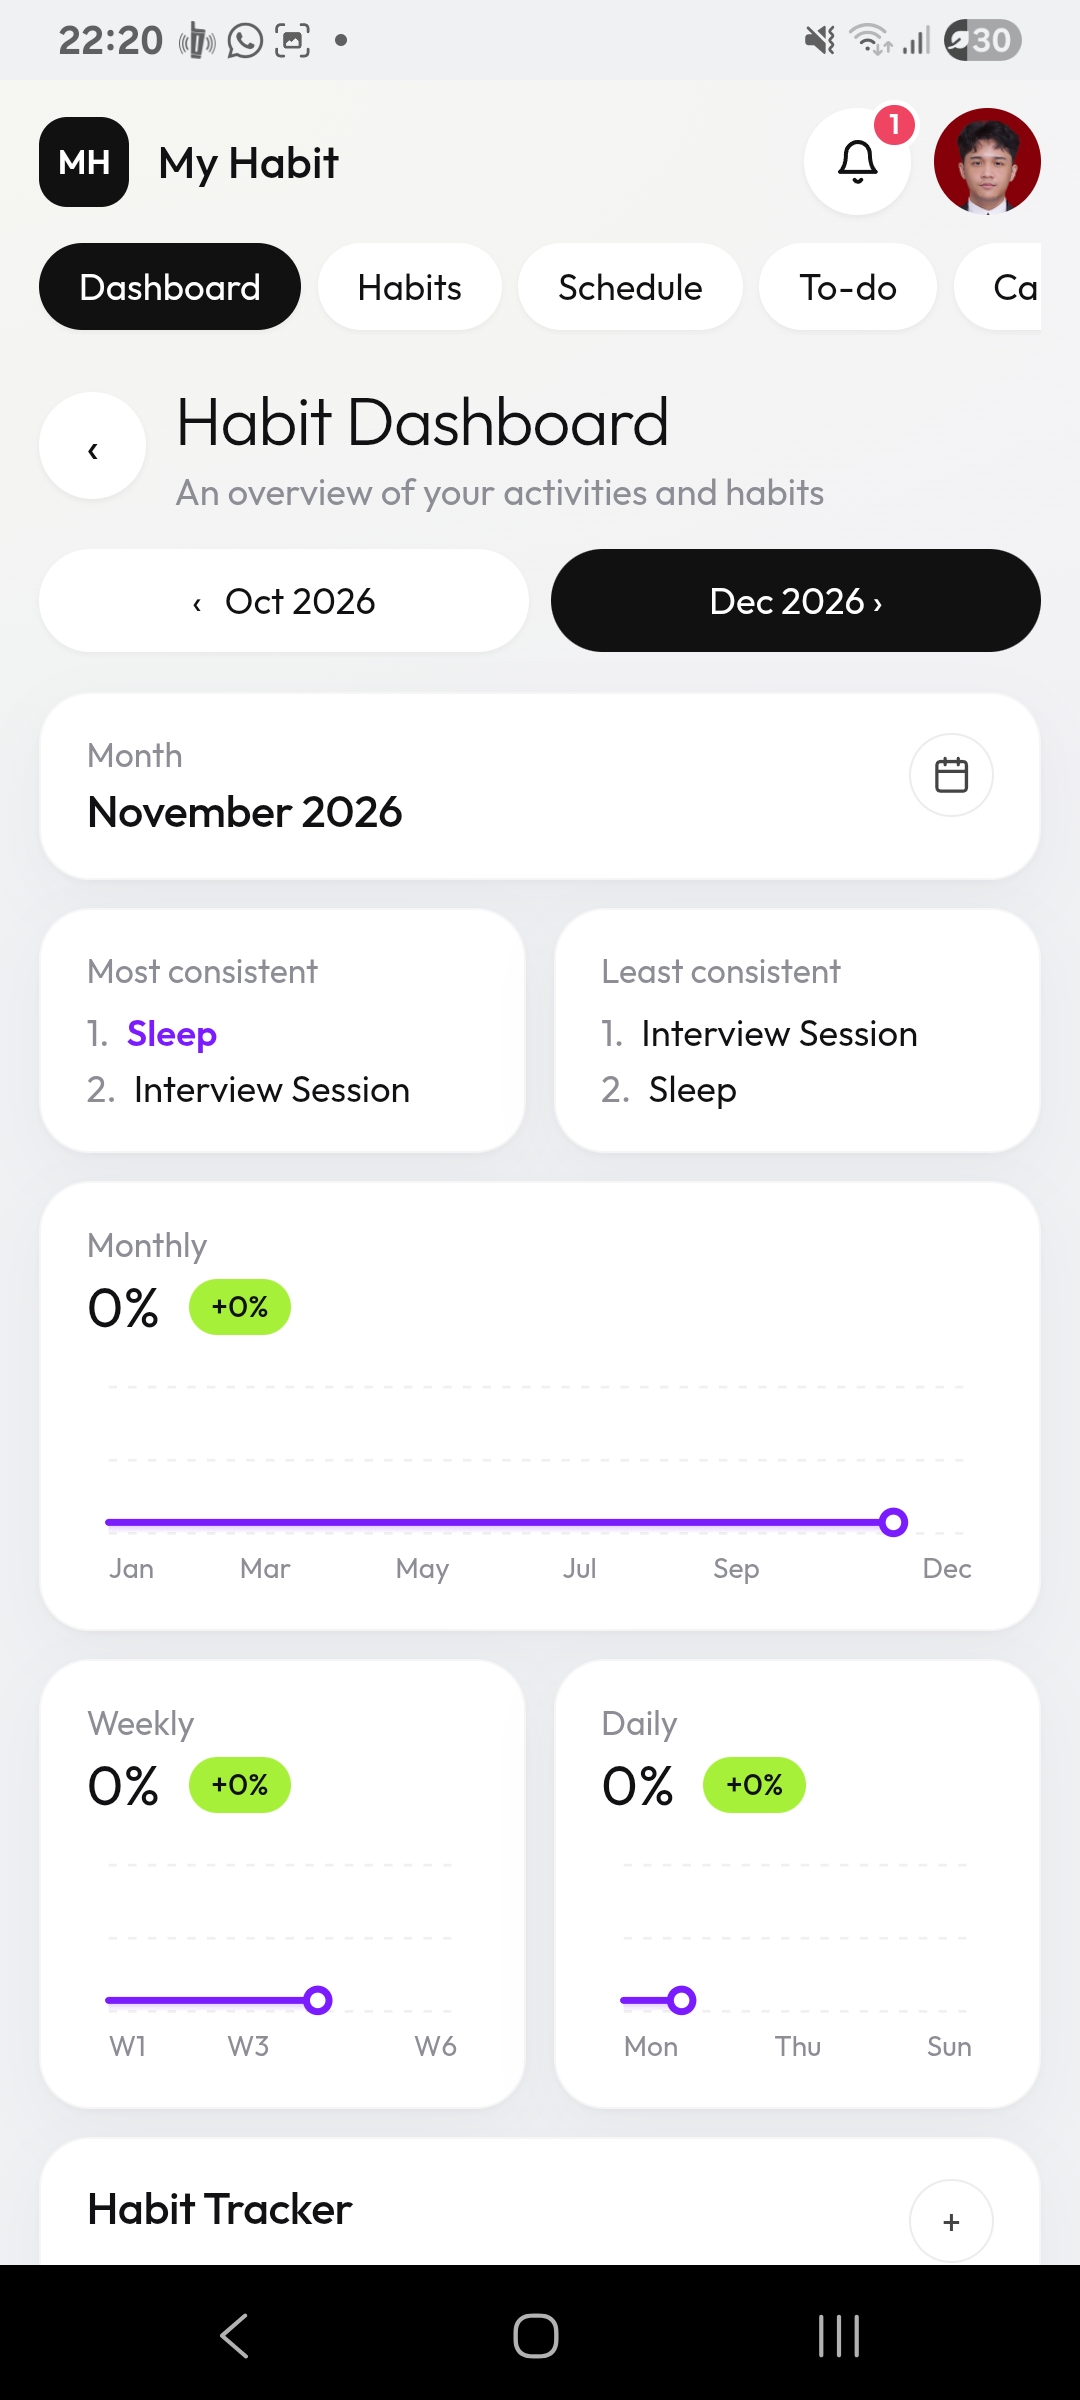 22:20
30
MH My Habit
1
Dashboard Habits Schedule To-do Ca
‹ Habit Dashboard
An overview of your activities and habits
‹ Oct 2026 Dec 2026 ›
Month
November 2026
Most consistent
1. Sleep
2. Interview Session
Least consistent
1. Interview Session
2. Sleep
Monthly
0% +0%
Jan Mar May Jul Sep Dec
Weekly
0% +0%
W1 W3 W6
Daily
0% +0%
Mon Thu Sun
Habit Tracker +